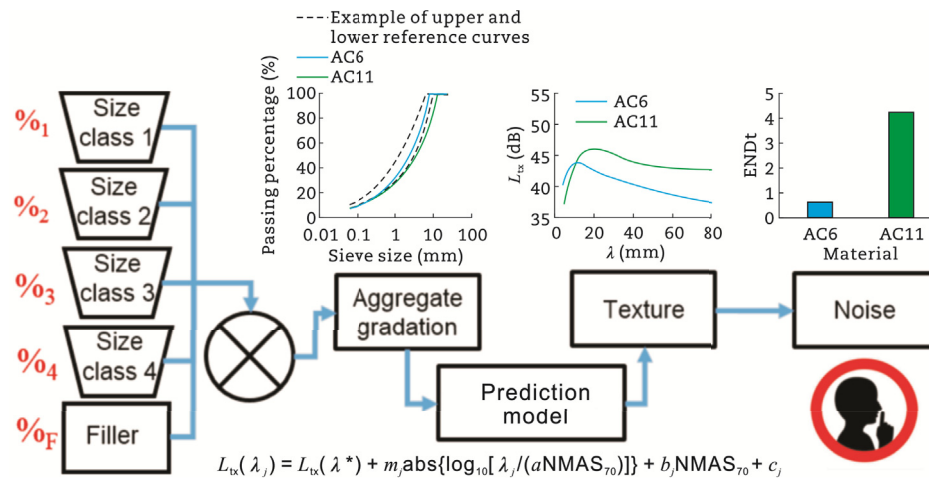 Example of upper and
lower reference curves
AC6
AC11
Passing percentage (%)
100
80
60
40
20
0
0.01 0.1 1 10 100
Sieve size (mm)
55
50
45
40
35
AC6
AC11
L_tx (dB)
0 20 40 60 80
λ (mm)
5
4
3
2
1
0
ENDt
AC6 AC11
Material
%1
Size
class 1
%2
Size
class 2
%3
Size
class 3
%4
Size
class 4
%F
Filler
Aggregate
gradation
Prediction
model
Texture
Noise
L_tx(λ_j) = L_tx(λ*) + m_j abs{log_10[λ_j/(aNMAS_70)]} + b_j NMAS_70 + c_j